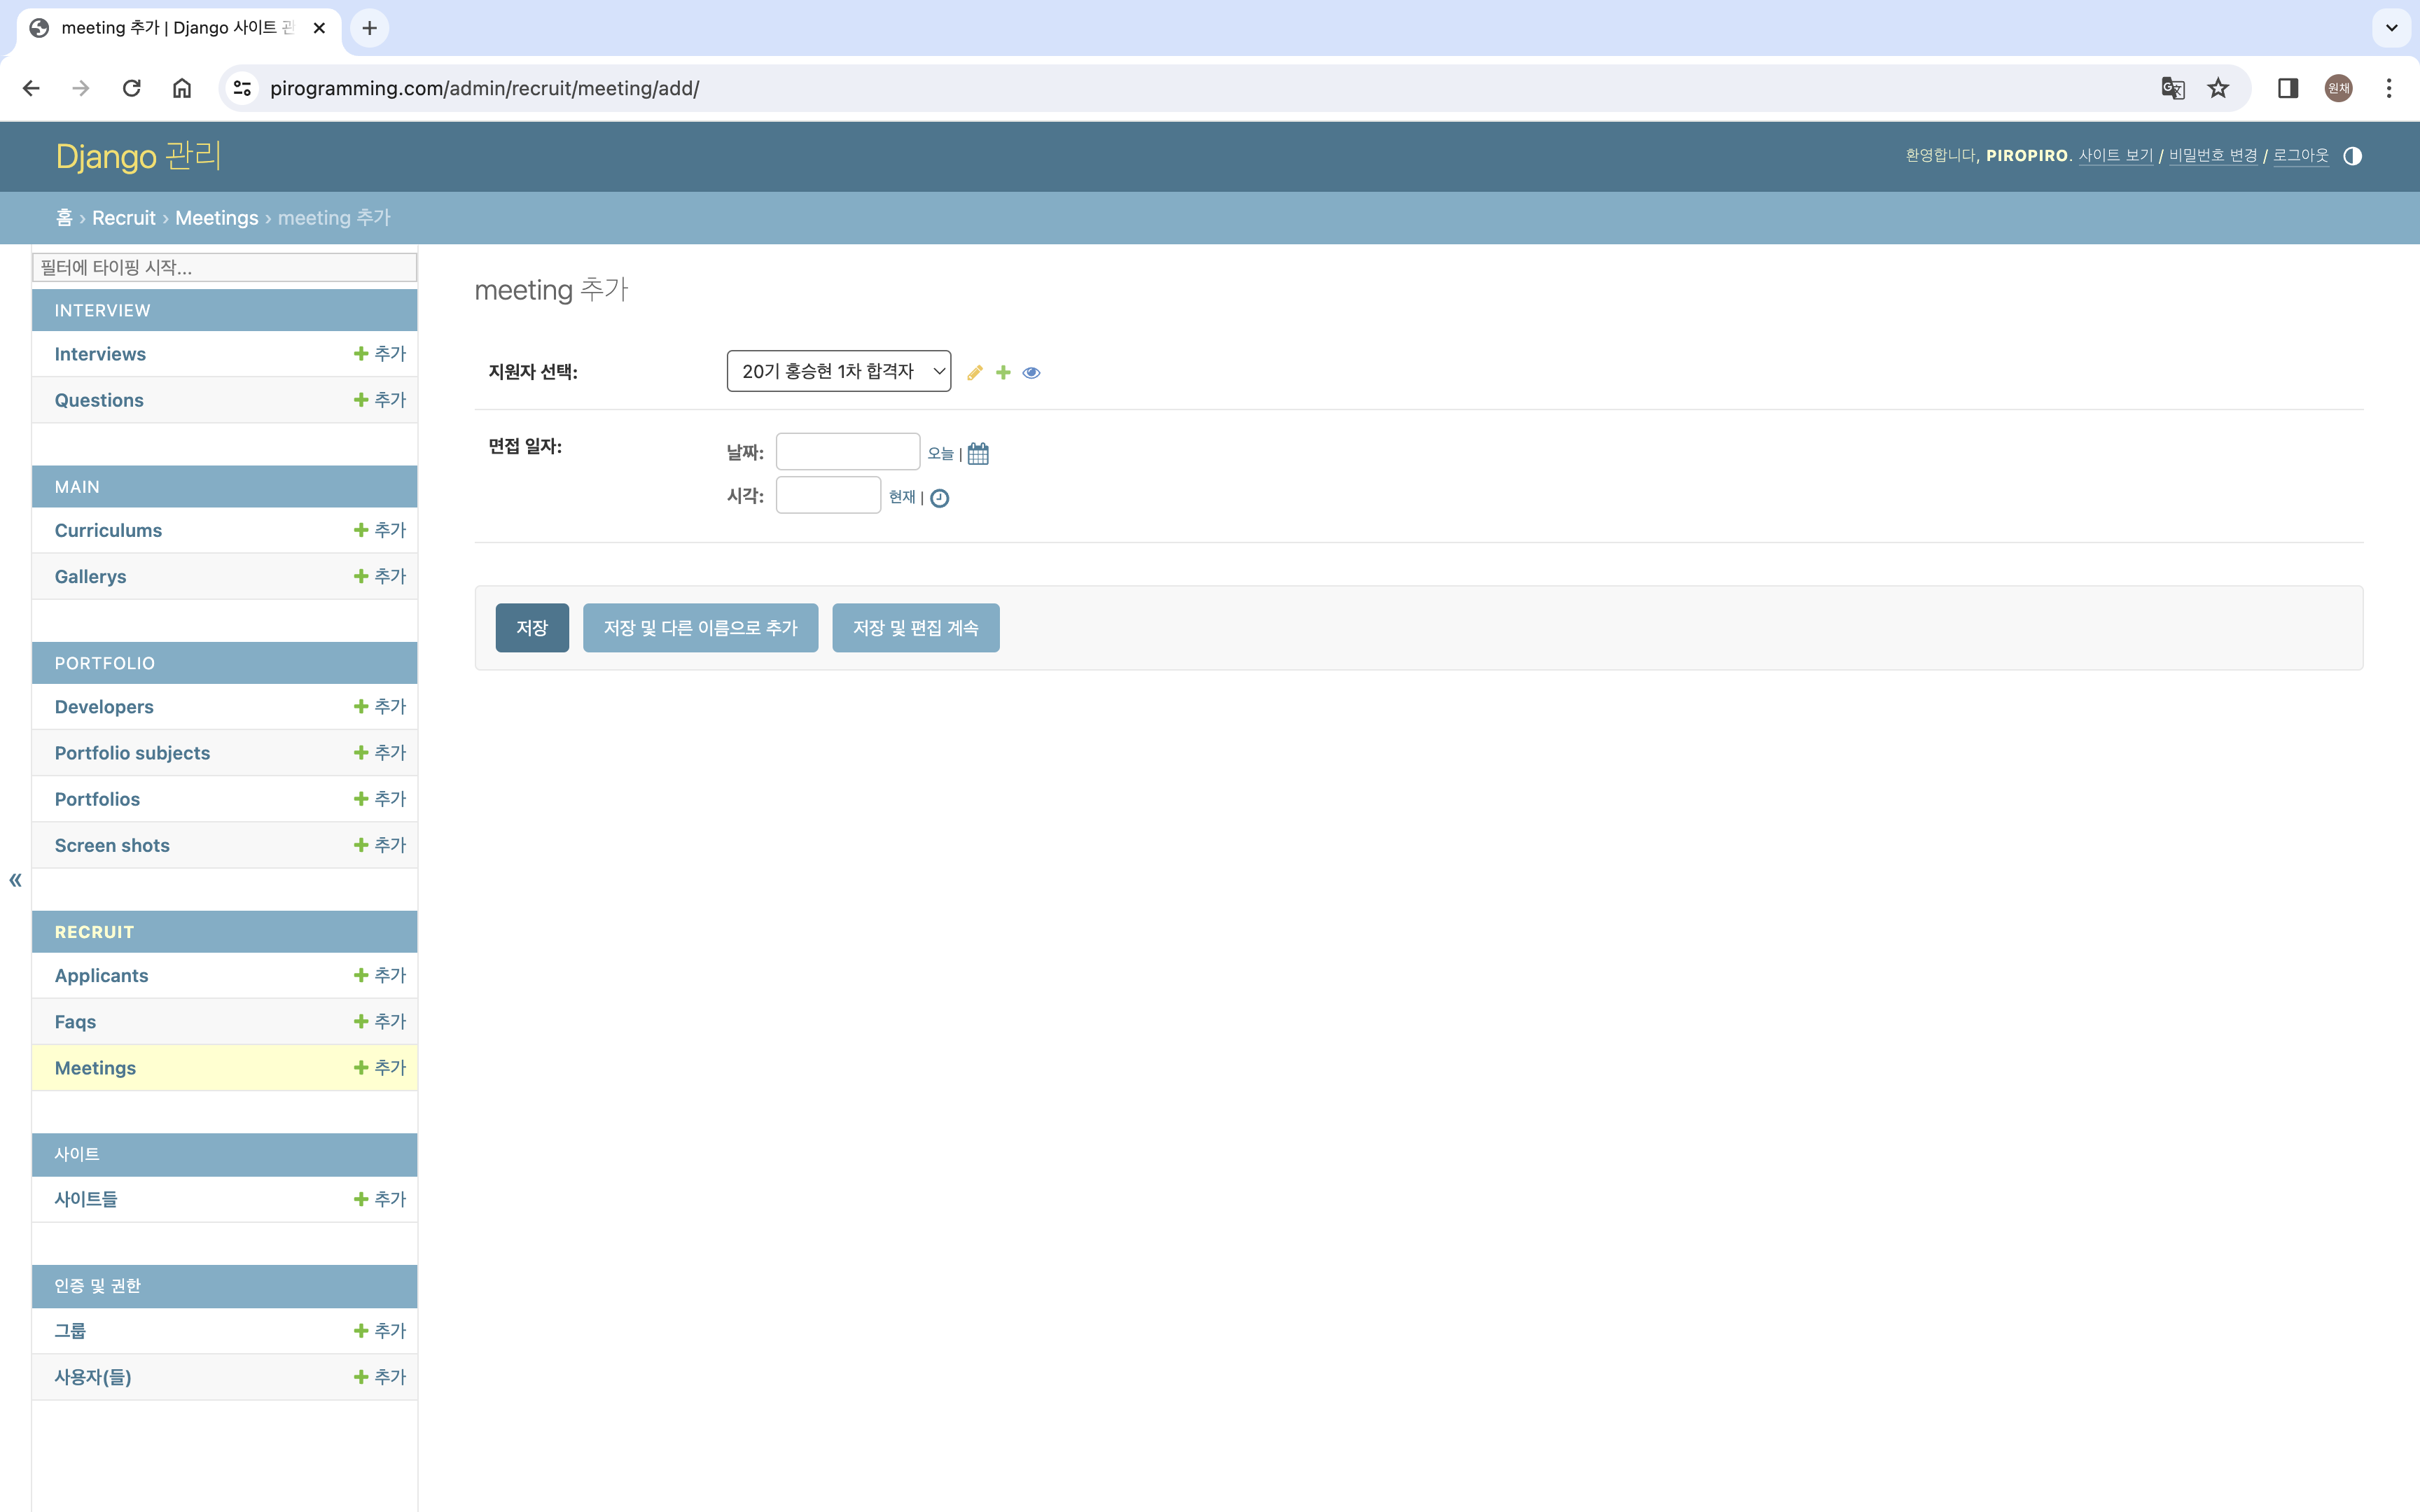 meeting 추가 | Django 사이트 관
pirogramming.com/admin/recruit/meeting/add/
원채
Django 관리
환영합니다, PIROPIRO. 사이트 보기 / 비밀번호 변경 / 로그아웃
홈 › Recruit › Meetings › meeting 추가
필터에 타이핑 시작...
INTERVIEW
Interviews 추가
Questions 추가
MAIN
Curriculums 추가
Gallerys 추가
PORTFOLIO
Developers 추가
Portfolio subjects 추가
Portfolios 추가
Screen shots 추가
«
RECRUIT
Applicants 추가
Faqs 추가
Meetings 추가
사이트
사이트들 추가
인증 및 권한
그룹 추가
사용자(들) 추가
meeting 추가
지원자 선택: 20기 홍승현 1차 합격자
면접 일자: 날짜: 오늘 |
시각: 현재 |
저장 저장 및 다른 이름으로 추가 저장 및 편집 계속